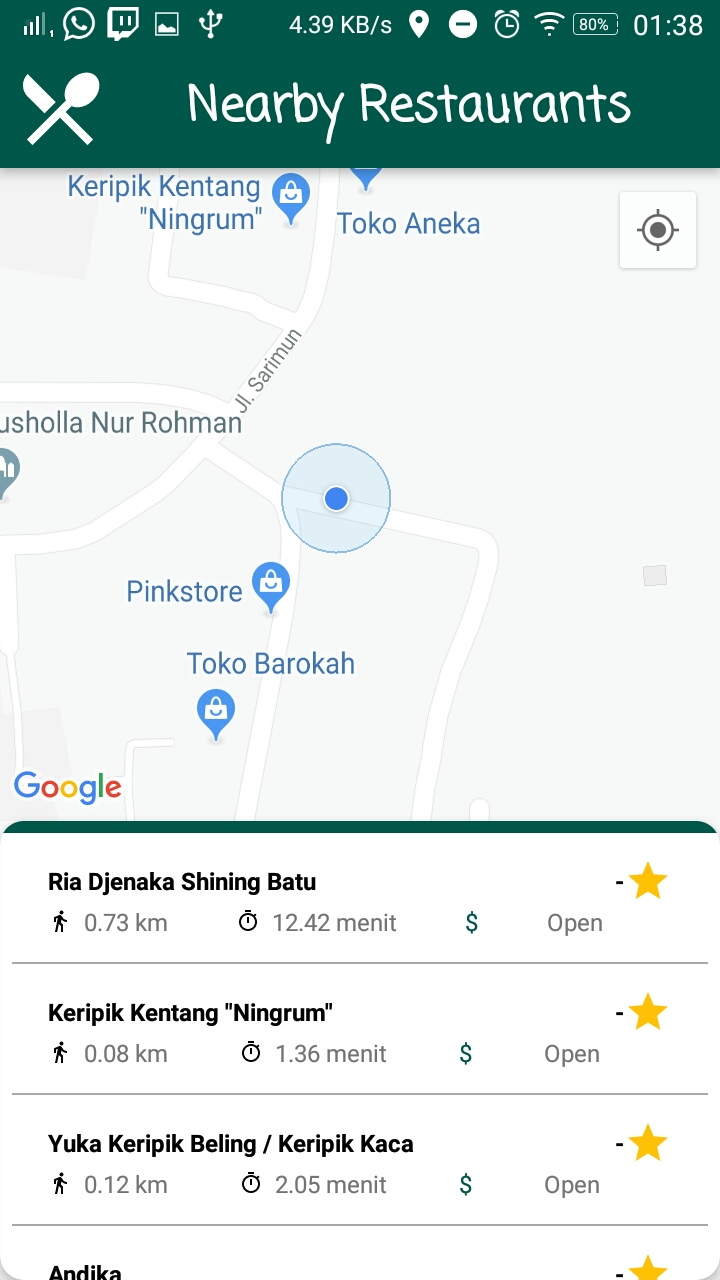 4.39 KB/s 80% 01:38
Nearby Restaurants
Keripik Kentang
"Ningrum"
Toko Aneka
Jl. Sarimun
usholla Nur Rohman
Pinkstore
Toko Barokah
Google
Ria Djenaka Shining Batu -
0.73 km 12.42 menit $ Open
Keripik Kentang "Ningrum" -
0.08 km 1.36 menit $ Open
Yuka Keripik Beling / Keripik Kaca -
0.12 km 2.05 menit $ Open
Andika -